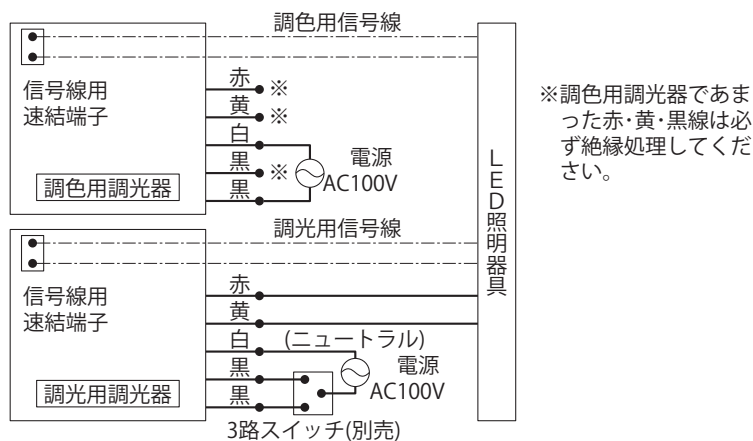 調色用信号線
信号線用
速結端子
赤 ※
黄 ※
白
黒 ※
黒
電源
AC100V
調色用調光器
調光用信号線
信号線用
速結端子
赤
黄
白
(ニュートラル)
黒
黒
電源
AC100V
調光用調光器
3路スイッチ(別売)
LED照明器具
※調色用調光器であま
った赤・黄・黒線は必
ず絶縁処理してくだ
さい。